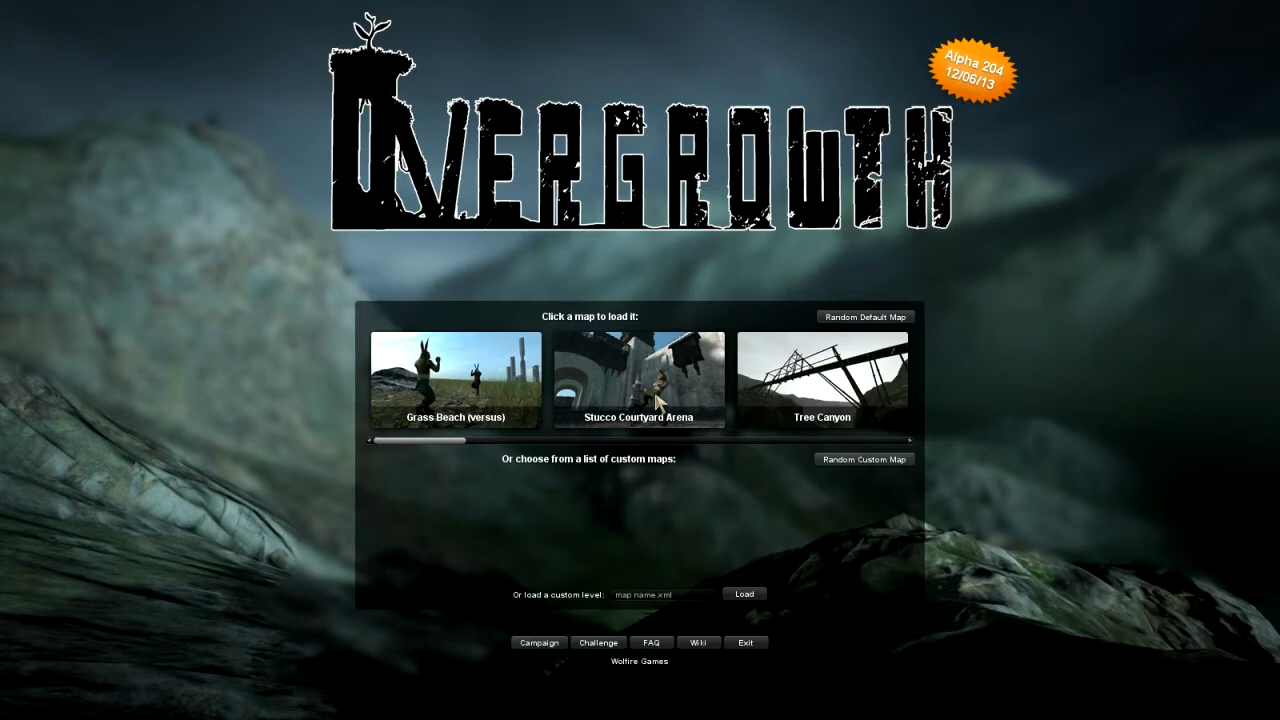 OVERGROWTH
Alpha 204
12/06/13
Click a map to load it:
Random Default Map
Grass Beach (versus)
Stucco Courtyard Arena
Tree Canyon
Or choose from a list of custom maps:
Random Custom Map
Or load a custom level:
map name.xml
Load
Campaign
Challenge
FAQ
Wiki
Exit
Wolfire Games